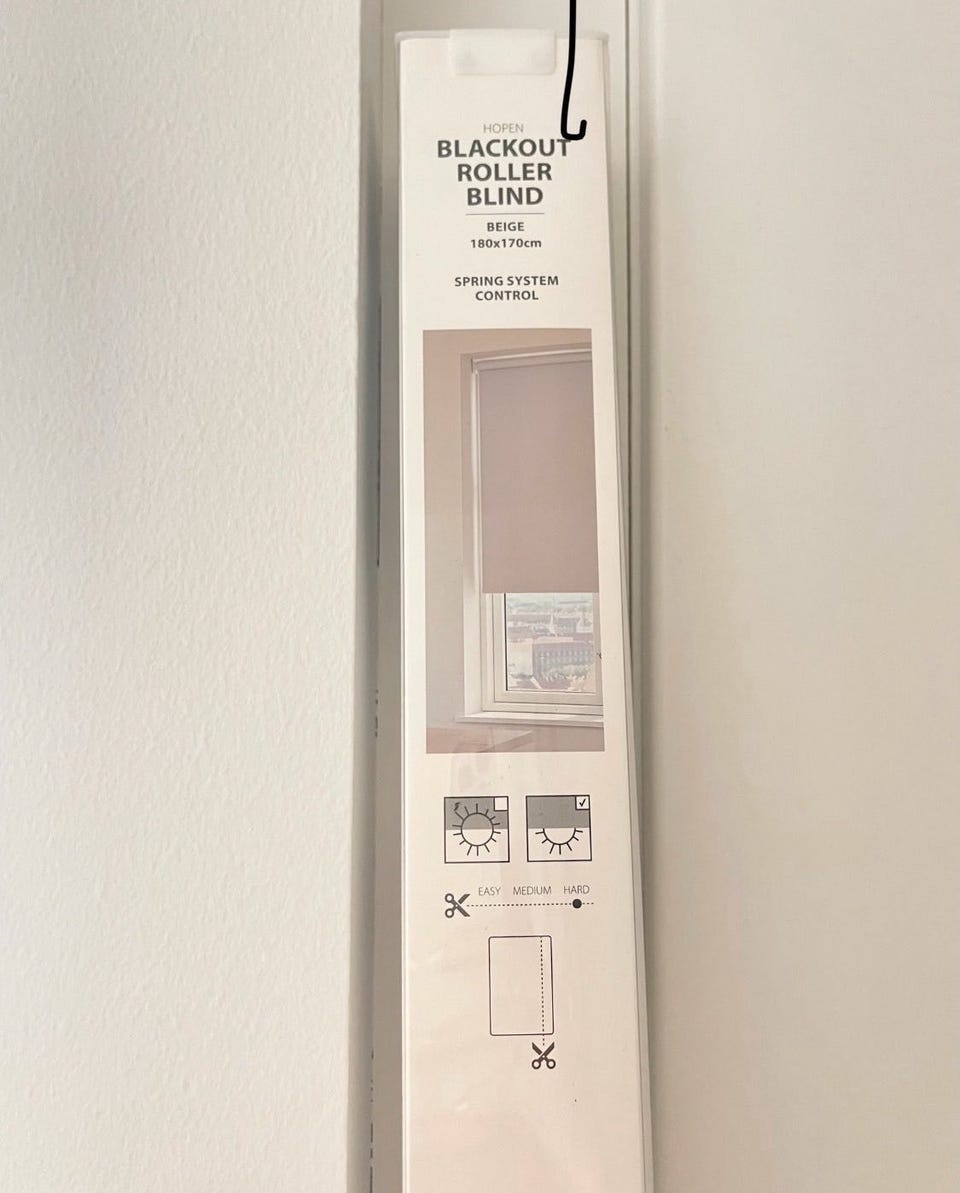 HOPEN
BLACKOUT
ROLLER
BLIND
BEIGE
180x170cm
SPRING SYSTEM
CONTROL
EASY MEDIUM HARD